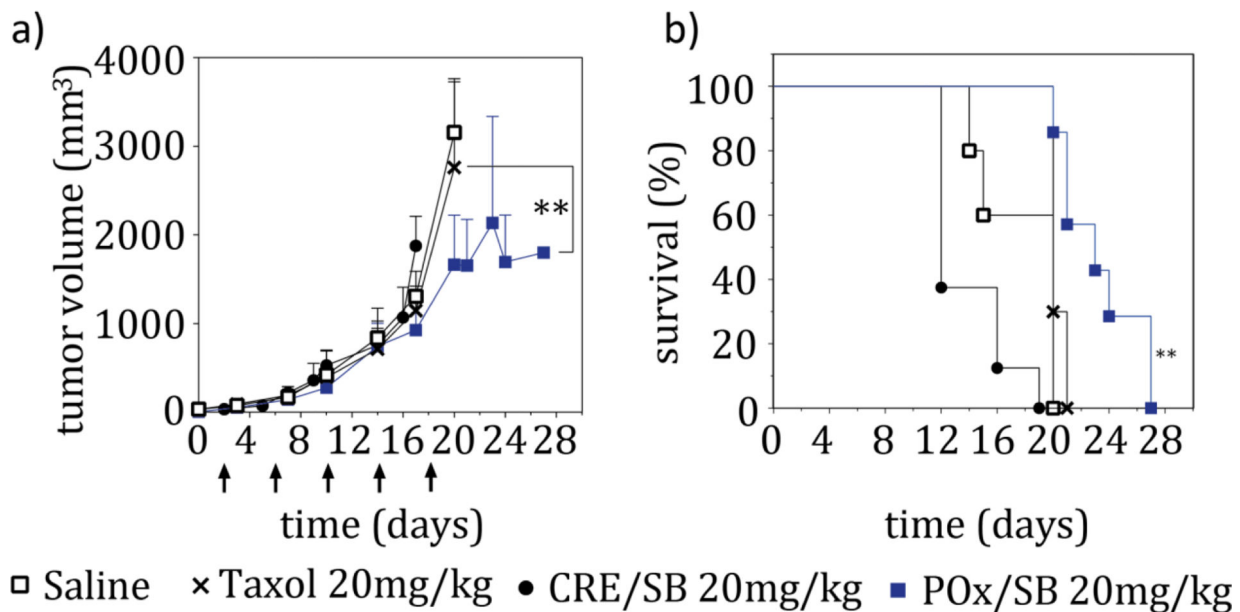 a)
tumor volume (mm³)
4000
3000
2000
1000
0
**
0 4 8 12 16 20 24 28
time (days)
b)
survival (%)
100
80
60
40
20
0
**
0 4 8 12 16 20 24 28
time (days)
Saline Taxol 20mg/kg CRE/SB 20mg/kg POx/SB 20mg/kg